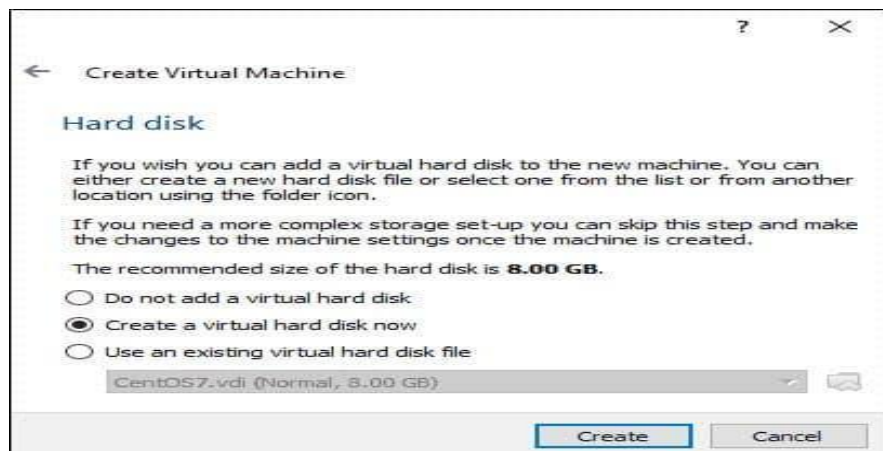 ?
Create Virtual Machine
Hard disk
If you wish you can add a virtual hard disk to the new machine. You can
either create a new hard disk file or select one from the list or from another
location using the folder icon.
If you need a more complex storage set-up you can skip this step and make
the changes to the machine settings once the machine is created.
The recommended size of the hard disk is 8.00 GB.
Do not add a virtual hard disk
Create a virtual hard disk now
Use an existing virtual hard disk file
CentOS7.vdi (Normal, 8.00 GB)
Create Cancel